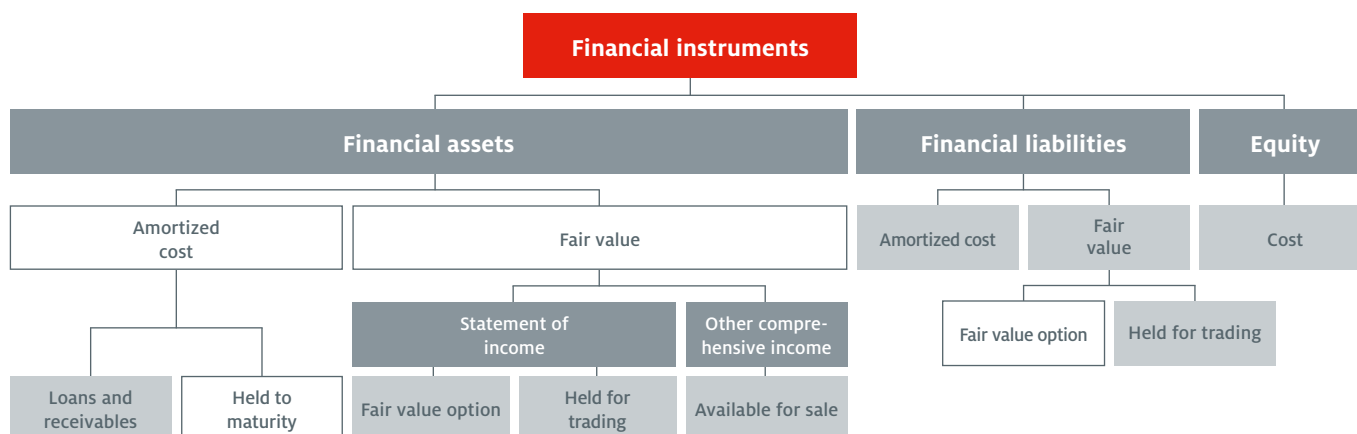 Financial instruments
Financial assets
Financial liabilities
Equity
Amortized
cost
Fair value
Amortized cost
Fair
value
Cost
Statement of
income
Other compre-
hensive income
Fair value option
Held for trading
Loans and
receivables
Held to
maturity
Fair value option
Held for
trading
Available for sale